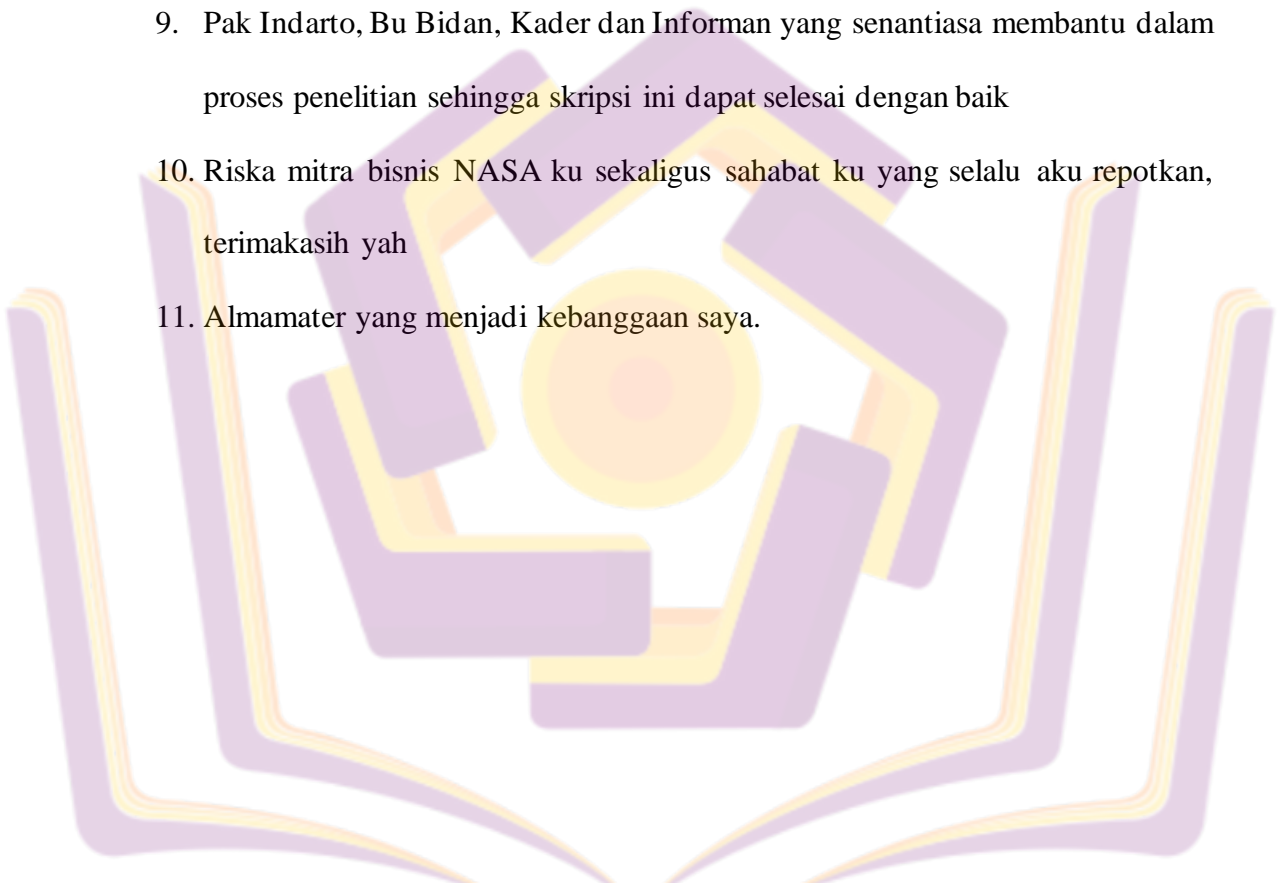 9. Pak Indarto, Bu Bidan, Kader dan Informan yang senantiasa membantu dalam
proses penelitian sehingga skripsi ini dapat selesai dengan baik
10. Riska mitra bisnis NASA ku sekaligus sahabat ku yang selalu aku repotkan,
terimakasih yah
11. Almamater yang menjadi kebanggaan saya.